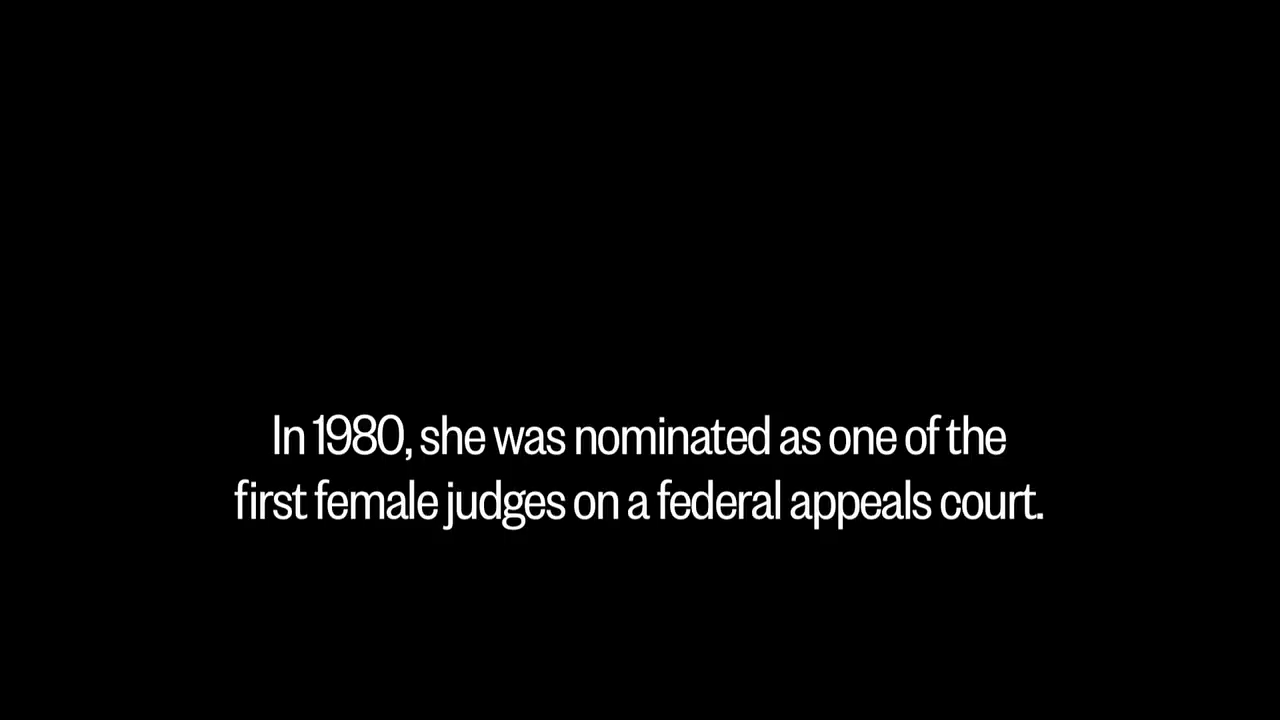 In 1980, she was nominated as one of the
first female judges on a federal appeals court.